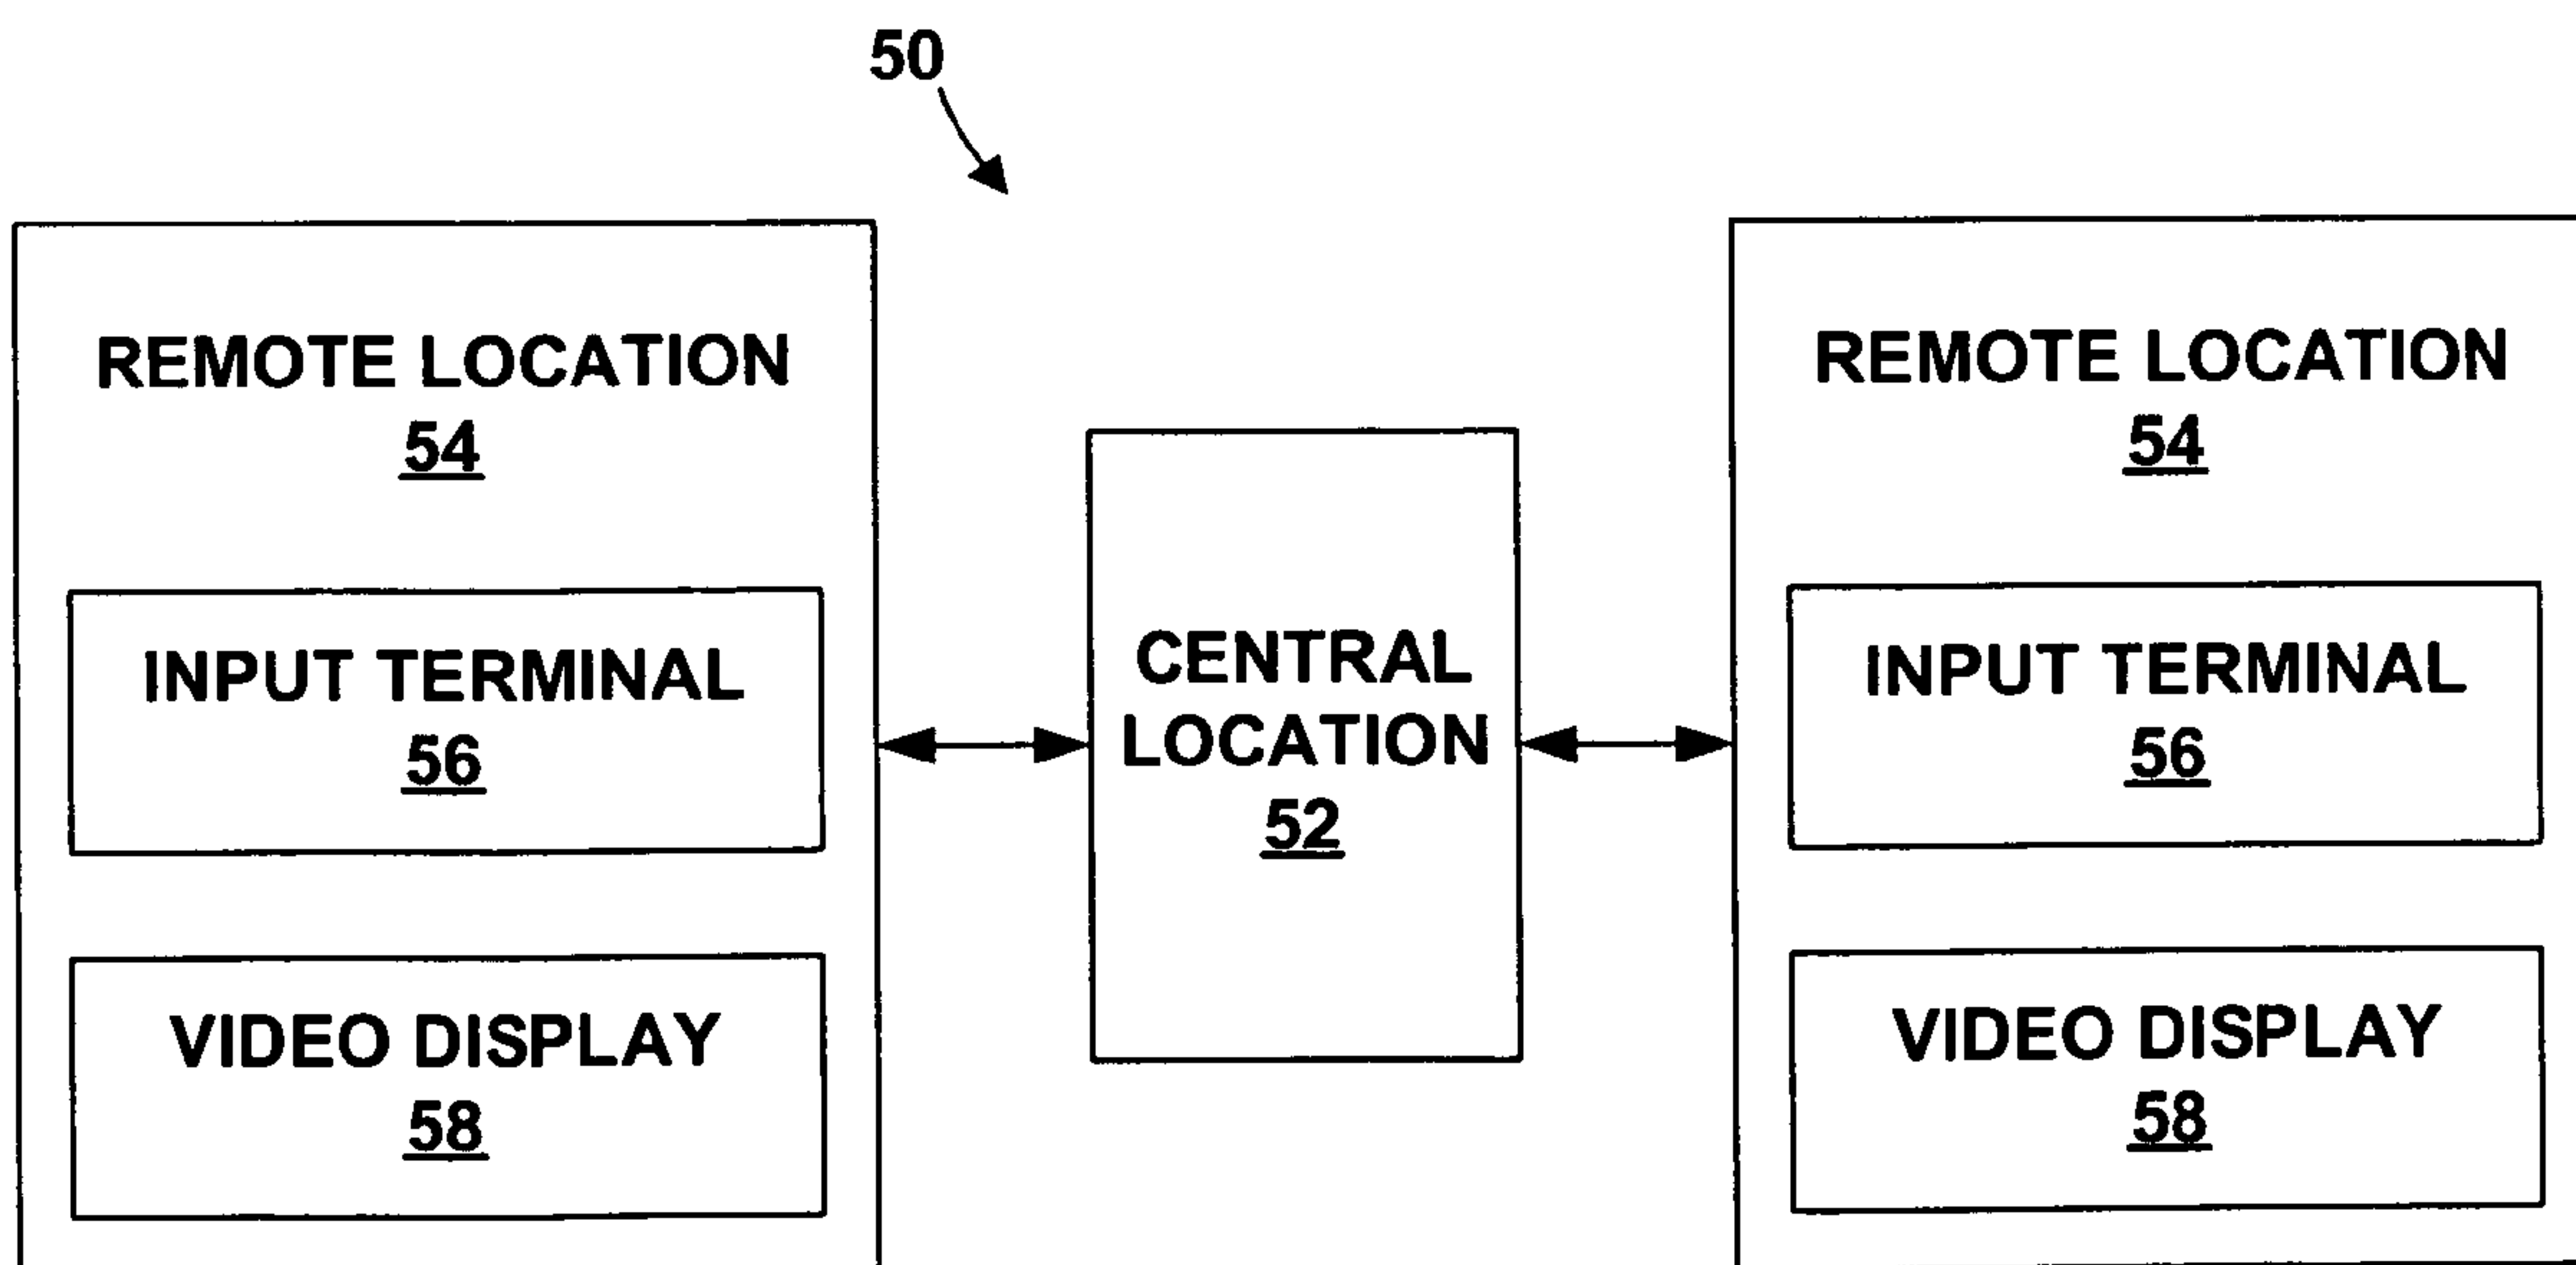 50
REMOTE LOCATION
54
INPUT TERMINAL
56
VIDEO DISPLAY
58
CENTRAL
LOCATION
52
REMOTE LOCATION
54
INPUT TERMINAL
56
VIDEO DISPLAY
58